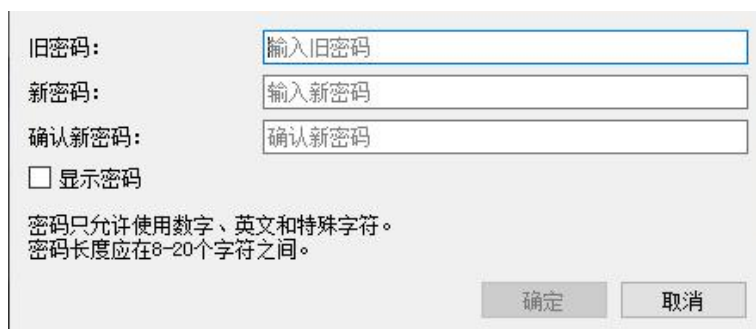 旧密码：
输入旧密码
新密码：
输入新密码
确认新密码：
确认新密码
显示密码
密码只允许使用数字、英文和特殊字符。
密码长度应在8-20个字符之间。
确定
取消